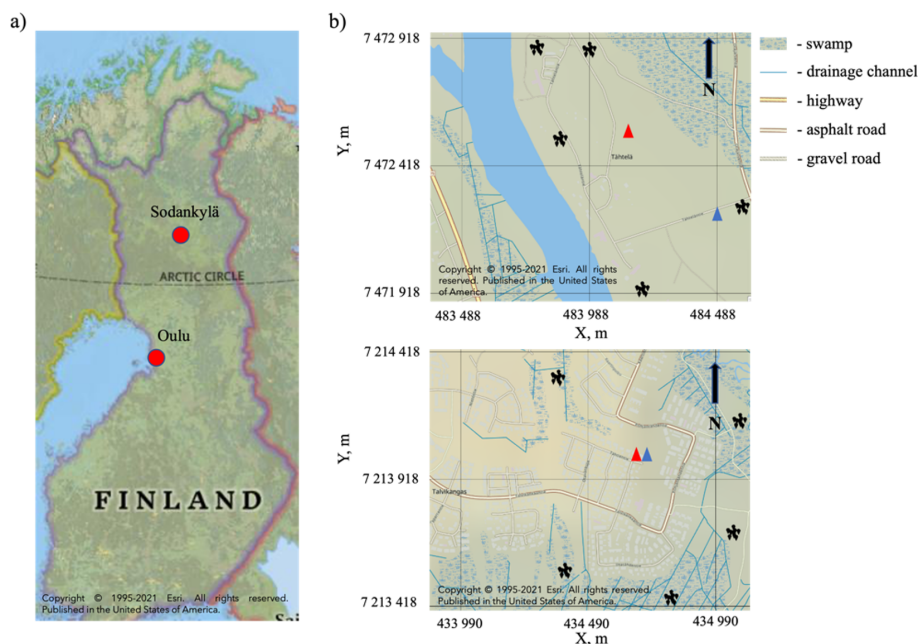 a)
Sodankylä
ARCTIC CIRCLE
Oulu
FINLAND
Copyright © 1995-2021 Esri. All rights reserved.
Published in the United States of America.
b)
7 472 918
Y, m
7 472 418
7 471 918
N
Tähtelä
Copyright © 1995-2021 Esri. All rights
reserved. Published in the United States
of America.
483 488
483 988
484 488
X, m
- swamp
- drainage channel
- highway
- asphalt road
- gravel road
7 214 418
Y, m
7 213 918
7 213 418
N
Talvikangas
Copyright © 1995-2021 Esri. All rights reserved.
Published in the United States of America.
433 990
434 490
434 990
X, m